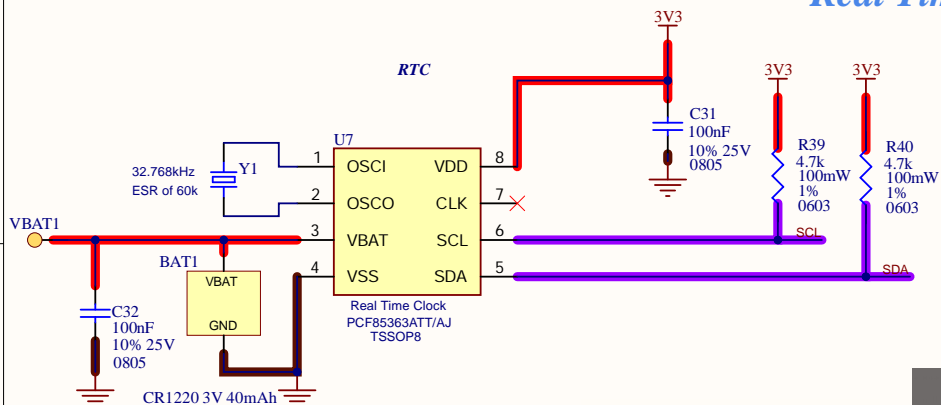 3V3
RTC
3V3
3V3
C31
100nF
10% 25V
0805
R39
4.7k
100mW
1%
0603
R40
4.7k
100mW
1%
0603
U7
32.768kHz
ESR of 60k
Y1
1 OSCI VDD 8
2 OSCO CLK 7
3 VBAT SCL 6
4 VSS SDA 5
SCL
SDA
VBAT1
BAT1
VBAT
GND
C32
100nF
10% 25V
0805
Real Time Clock
PCF85363ATT/AJ
TSSOP8
CR1220 3V 40mAh